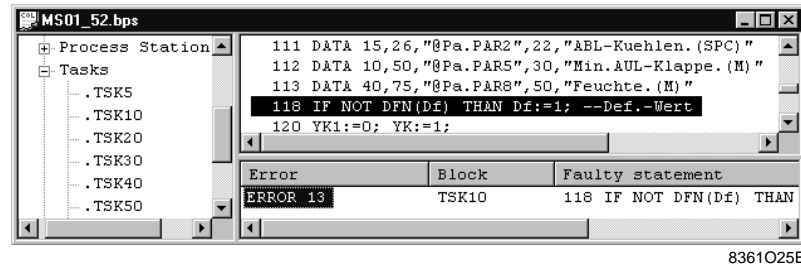 MS01_52.bps
Process Station
Tasks
.TSK5
.TSK10
.TSK20
.TSK30
.TSK40
.TSK50
111 DATA 15,26,"@Pa.PAR2",22,"ABL-Kuehlen.(SPC)"
112 DATA 10,50,"@Pa.PAR5",30,"Min.AUL-Klappe.(M)"
113 DATA 40,75,"@Pa.PAR8",50,"Feuchte.(M)"
118 IF NOT DFN(Df) THAN Df:=1; --Def.-Wert
120 YK1:=0; YK:=1;
Error Block Faulty statement
ERROR 13 TSK10 118 IF NOT DFN(Df) THAN
8361O25E